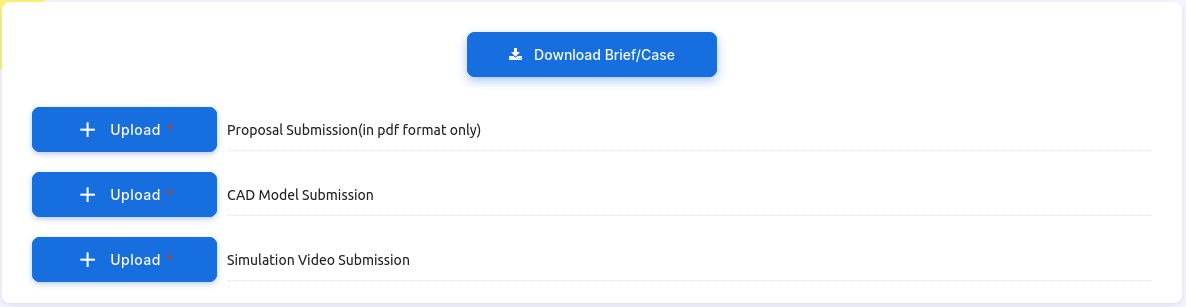 Download Brief/Case
+ Upload * Proposal Submission(in pdf format only)
+ Upload * CAD Model Submission
+ Upload * Simulation Video Submission